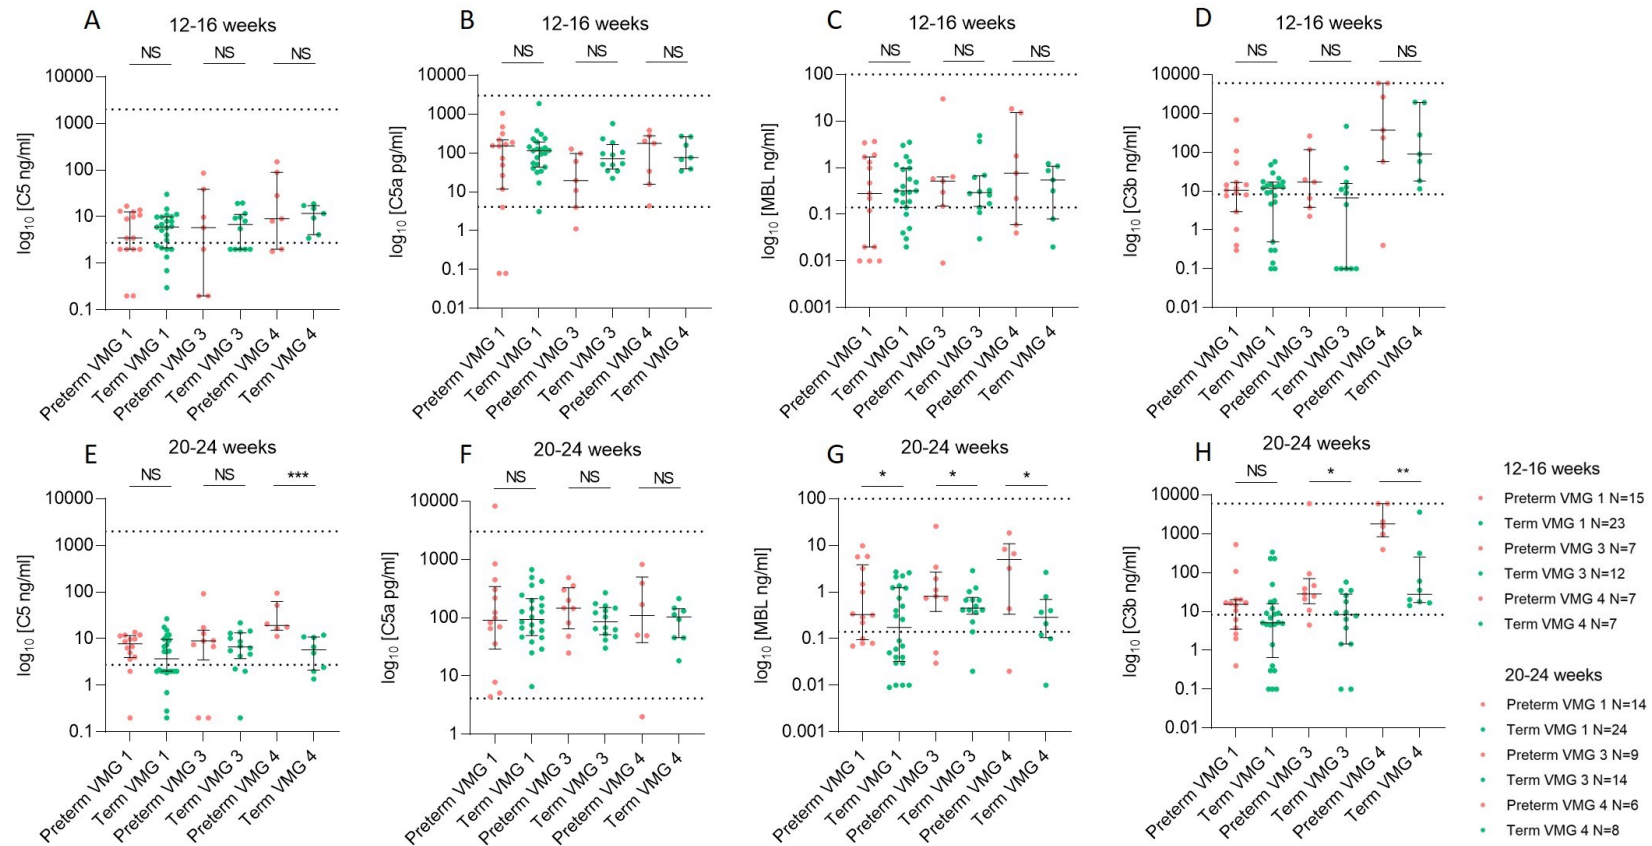 A
12-16 weeks
NS
NS
NS
log10 [C5 ng/ml]
10000
1000
100
10
1
0.1
Preterm VMG 1
Term VMG 1
Preterm VMG 3
Term VMG 3
Preterm VMG 4
Term VMG 4
B
12-16 weeks
NS
NS
NS
log10 [C5a pg/ml]
10000
1000
100
10
1
0.1
0.01
Preterm VMG 1
Term VMG 1
Preterm VMG 3
Term VMG 3
Preterm VMG 4
Term VMG 4
C
12-16 weeks
NS
NS
NS
log10 [MBL ng/ml]
100
10
1
0.1
0.01
0.001
Preterm VMG 1
Term VMG 1
Preterm VMG 3
Term VMG 3
Preterm VMG 4
Term VMG 4
D
12-16 weeks
NS
NS
NS
log10 [C3b ng/ml]
10000
1000
100
10
1
0.1
0.01
Preterm VMG 1
Term VMG 1
Preterm VMG 3
Term VMG 3
Preterm VMG 4
Term VMG 4
E
20-24 weeks
NS
NS
***
log10 [C5 ng/ml]
10000
1000
100
10
1
0.1
Preterm VMG 1
Term VMG 1
Preterm VMG 3
Term VMG 3
Preterm VMG 4
Term VMG 4
F
20-24 weeks
NS
NS
NS
log10 [C5a pg/ml]
10000
1000
100
10
1
Preterm VMG 1
Term VMG 1
Preterm VMG 3
Term VMG 3
Preterm VMG 4
Term VMG 4
G
20-24 weeks
*
*
*
log10 [MBL ng/ml]
100
10
1
0.1
0.01
0.001
Preterm VMG 1
Term VMG 1
Preterm VMG 3
Term VMG 3
Preterm VMG 4
Term VMG 4
H
20-24 weeks
NS
*
**
log10 [C3b ng/ml]
10000
1000
100
10
1
0.1
0.01
Preterm VMG 1
Term VMG 1
Preterm VMG 3
Term VMG 3
Preterm VMG 4
Term VMG 4
12-16 weeks
Preterm VMG 1 N=15
Term VMG 1 N=23
Preterm VMG 3 N=7
Term VMG 3 N=12
Preterm VMG 4 N=7
Term VMG 4 N=7
20-24 weeks
Preterm VMG 1 N=14
Term VMG 1 N=24
Preterm VMG 3 N=9
Term VMG 3 N=14
Preterm VMG 4 N=6
Term VMG 4 N=8